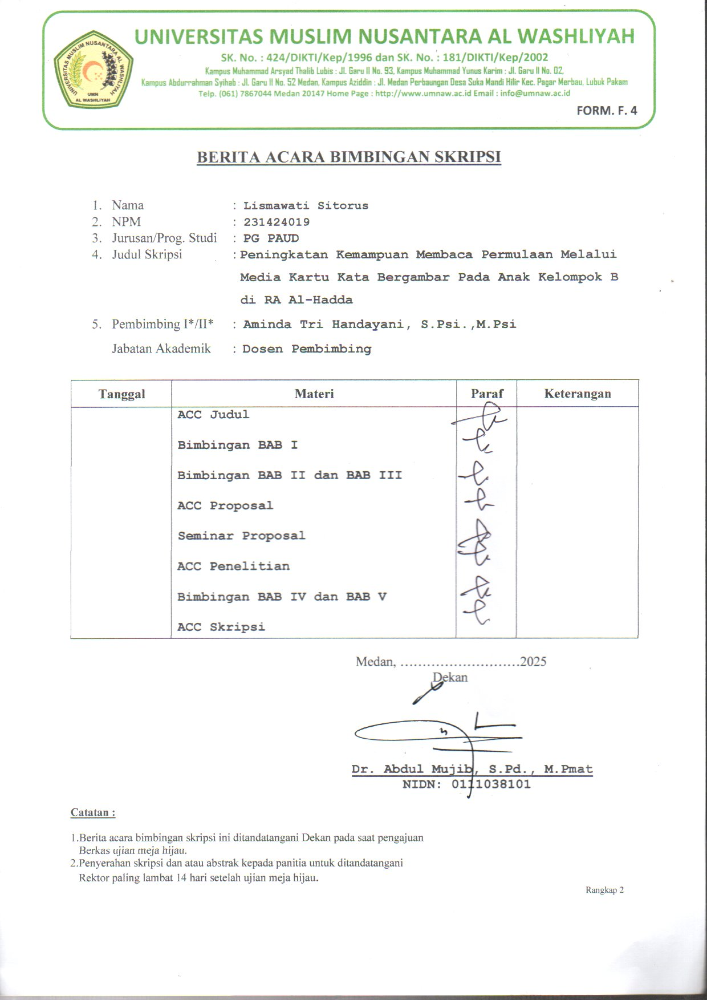 UNIVERSITAS MUSLIM NUSANTARA AL WASHLIYAH
SK. No. : 424/DIKTI/Kep/1996 dan SK. No. : 181/DIKTI/Kep/2002
Kampus Muhammad Arsyad Thalib Lubis : Jl. Garu II No. 93, Kampus Muhammad Yunus Karim : Jl. Garu II No. 02,
Kampus Abdurrahman Syihab : Jl. Garu II No. 52 Medan, Kampus Aziddin : Jl. Medan Perbaungan Desa Suka Mandi Hilir Kec. Pagar Merbau, Lubuk Pakam
Telp. (061) 7867044 Medan 20147 Home Page : http://www.umnaw.ac.id Email : info@umnaw.ac.id
UNIVERSITAS MUSLIM NUSANTARA AL WASHLIYAH
UMN
AL WASHLIYAH
FORM. F. 4
BERITA ACARA BIMBINGAN SKRIPSI
1. Nama : Lismawati Sitorus
2. NPM : 231424019
3. Jurusan/Prog. Studi : PG PAUD
4. Judul Skripsi : Peningkatan Kemampuan Membaca Permulaan Melalui
Media Kartu Kata Bergambar Pada Anak Kelompok B
di RA Al-Hadda
5. Pembimbing I*/II* : Aminda Tri Handayani, S.Psi.,M.Psi
Jabatan Akademik : Dosen Pembimbing
Tanggal Materi Paraf Keterangan
ACC Judul
Bimbingan BAB I
Bimbingan BAB II dan BAB III
ACC Proposal
Seminar Proposal
ACC Penelitian
Bimbingan BAB IV dan BAB V
ACC Skripsi
Medan, ...........................2025
Dekan
Dr. Abdul Mujib, S.Pd., M.Pmat
NIDN: 0111038101
Catatan :
1.Berita acara bimbingan skripsi ini ditandatangani Dekan pada saat pengajuan
Berkas ujian meja hijau.
2.Penyerahan skripsi dan atau abstrak kepada panitia untuk ditandatangani
Rektor paling lambat 14 hari setelah ujian meja hijau.
Rangkap 2